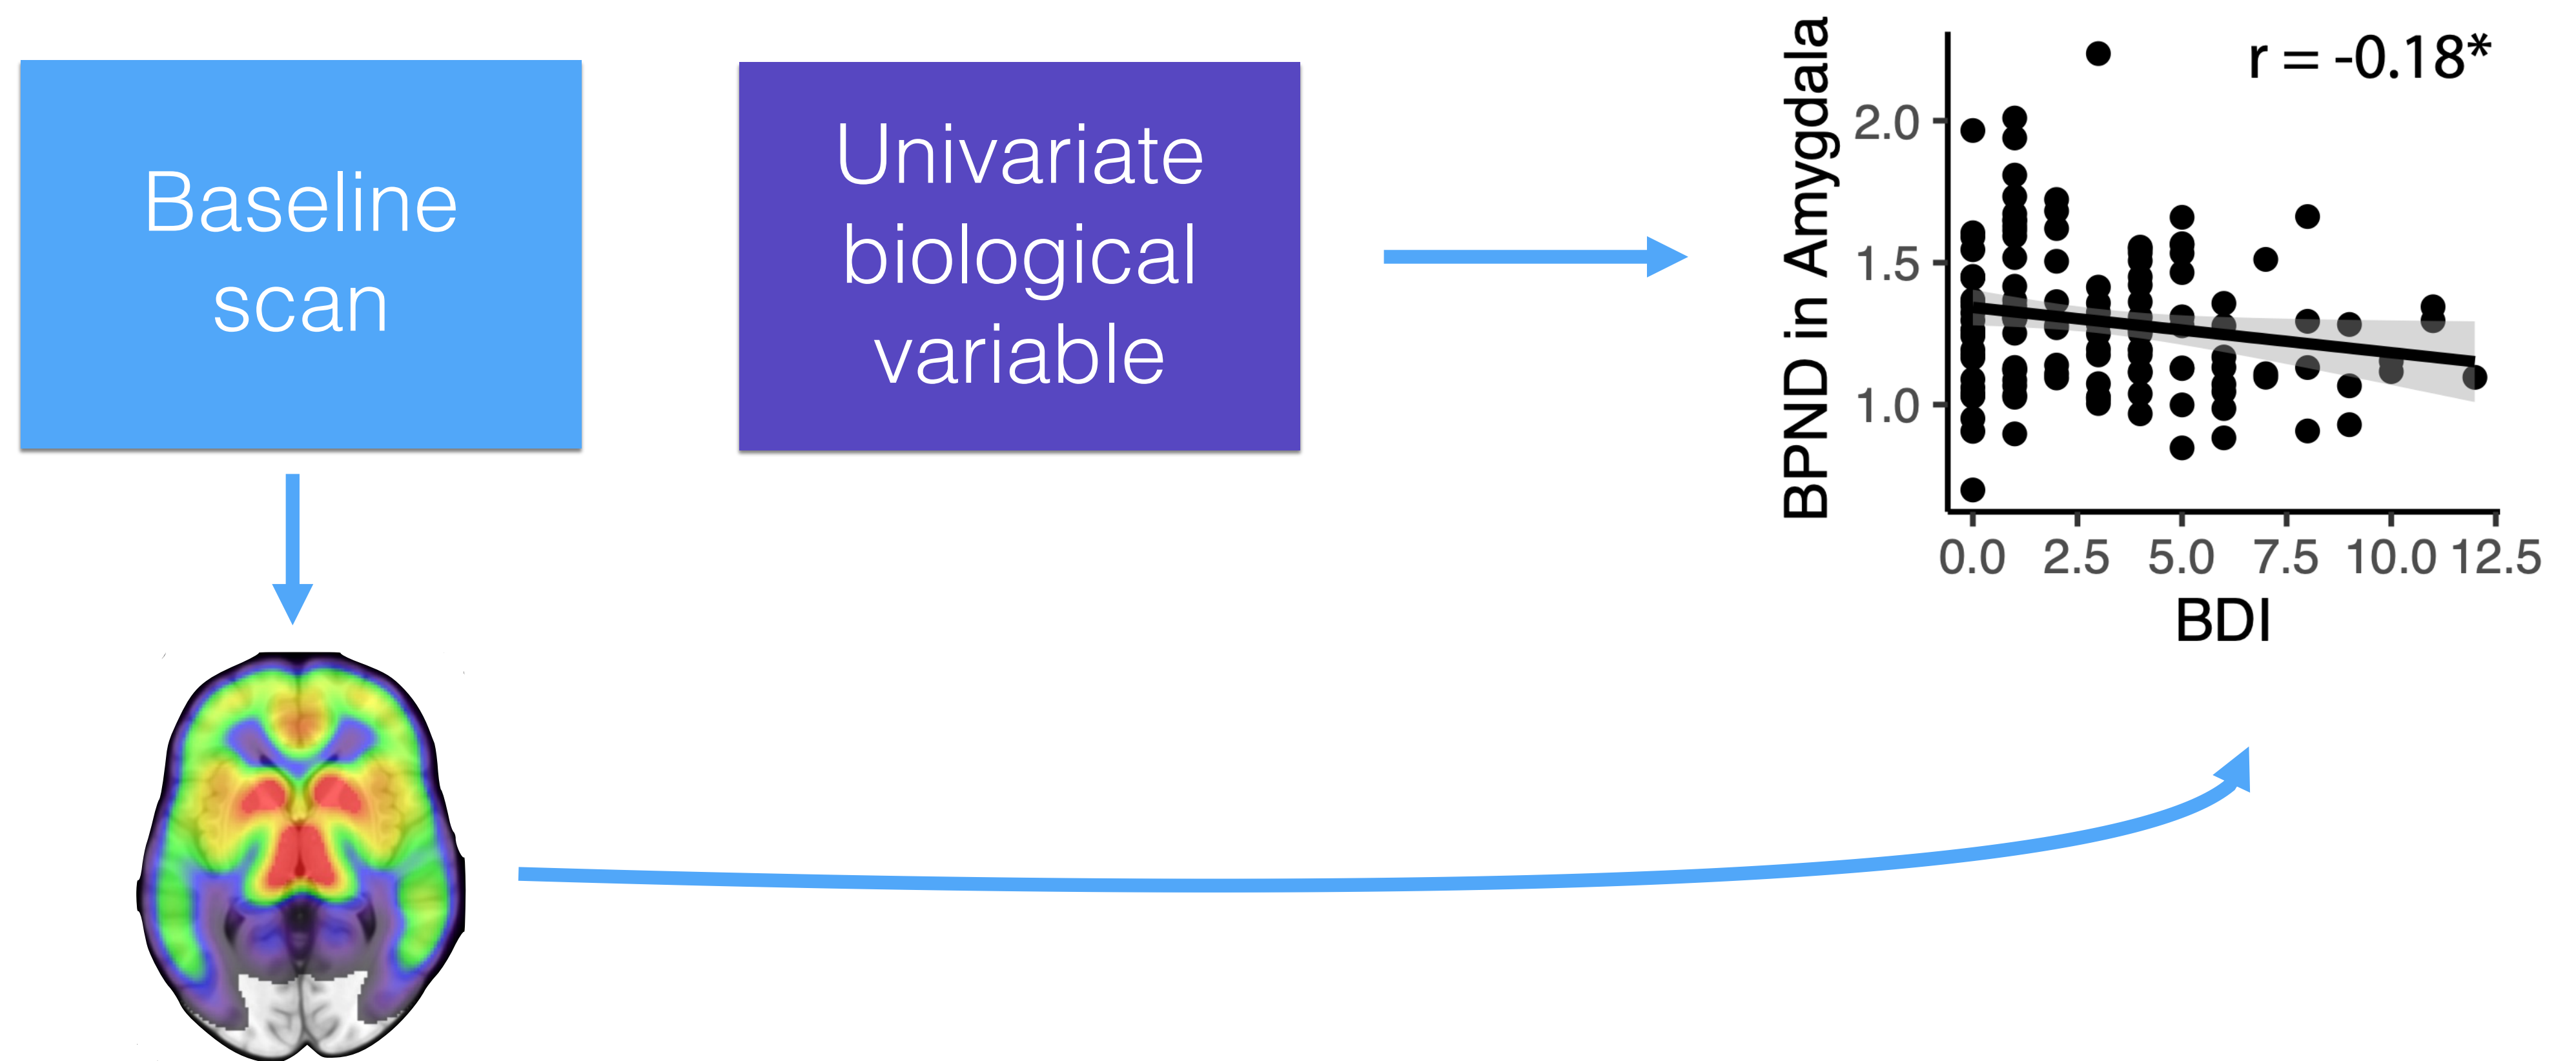 Baseline
scan
Univariate
biological
variable
BPND in Amygdala
r = -0.18*
2.0
1.5
1.0
0.0 2.5 5.0 7.5 10.0 12.5
BDI